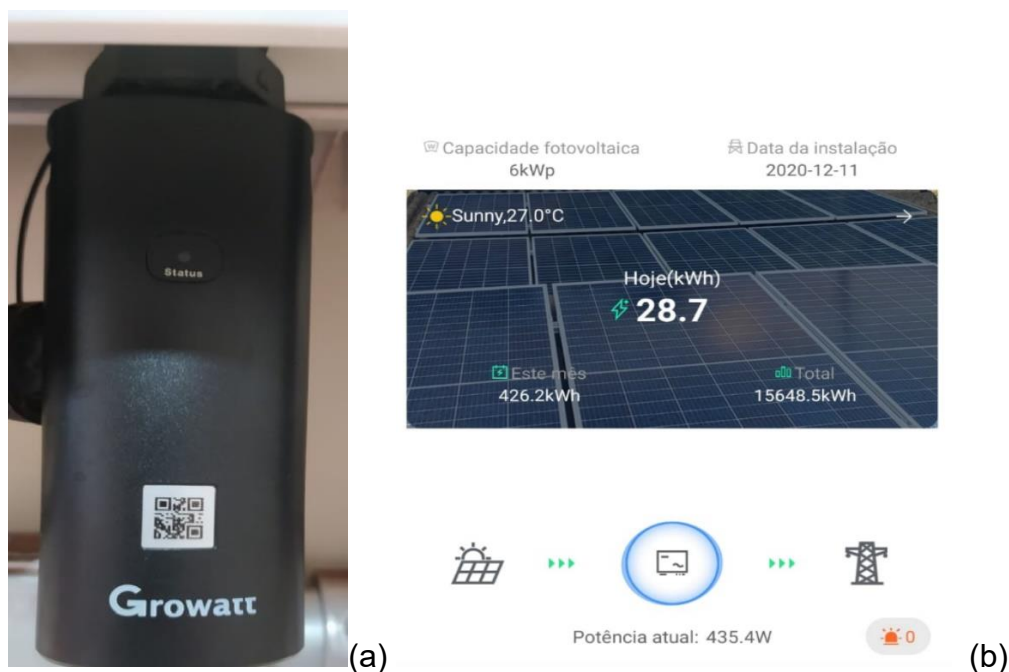 Status
Growatt
(a)
Capacidade fotovoltaica
6kWp
Data da instalação
2020-12-11
Sunny,27.0°C
Hoje(kWh)
28.7
Este mês
426.2kWh
Total
15648.5kWh
Potência atual: 435.4W
0
(b)